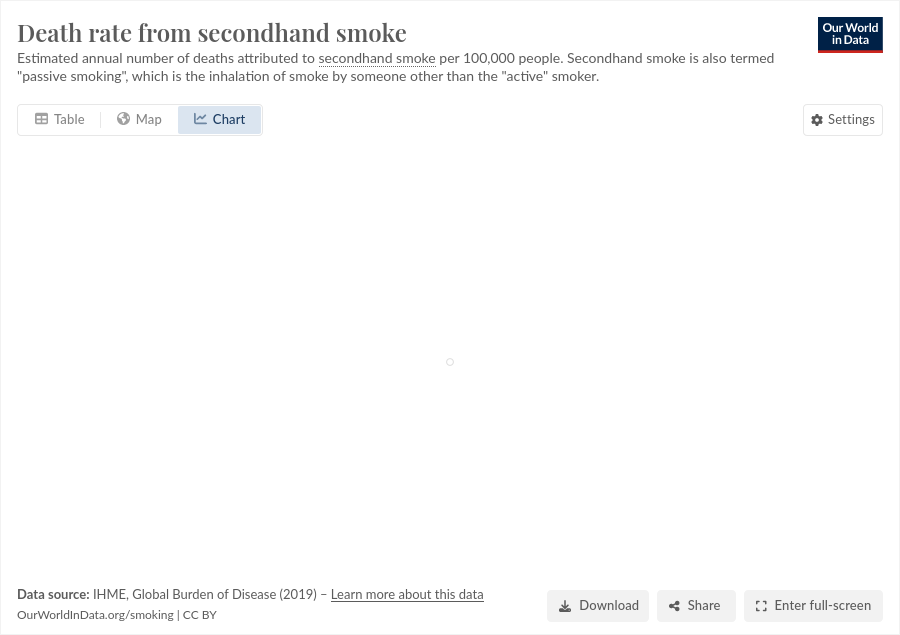 Death rate from secondhand smoke
Our World
in Data
Estimated annual number of deaths attributed to secondhand smoke per 100,000 people. Secondhand smoke is also termed
"passive smoking", which is the inhalation of smoke by someone other than the "active" smoker.
Table Map Chart Settings
Data source: IHME, Global Burden of Disease (2019) – Learn more about this data
OurWorldInData.org/smoking | CC BY
Download Share Enter full-screen